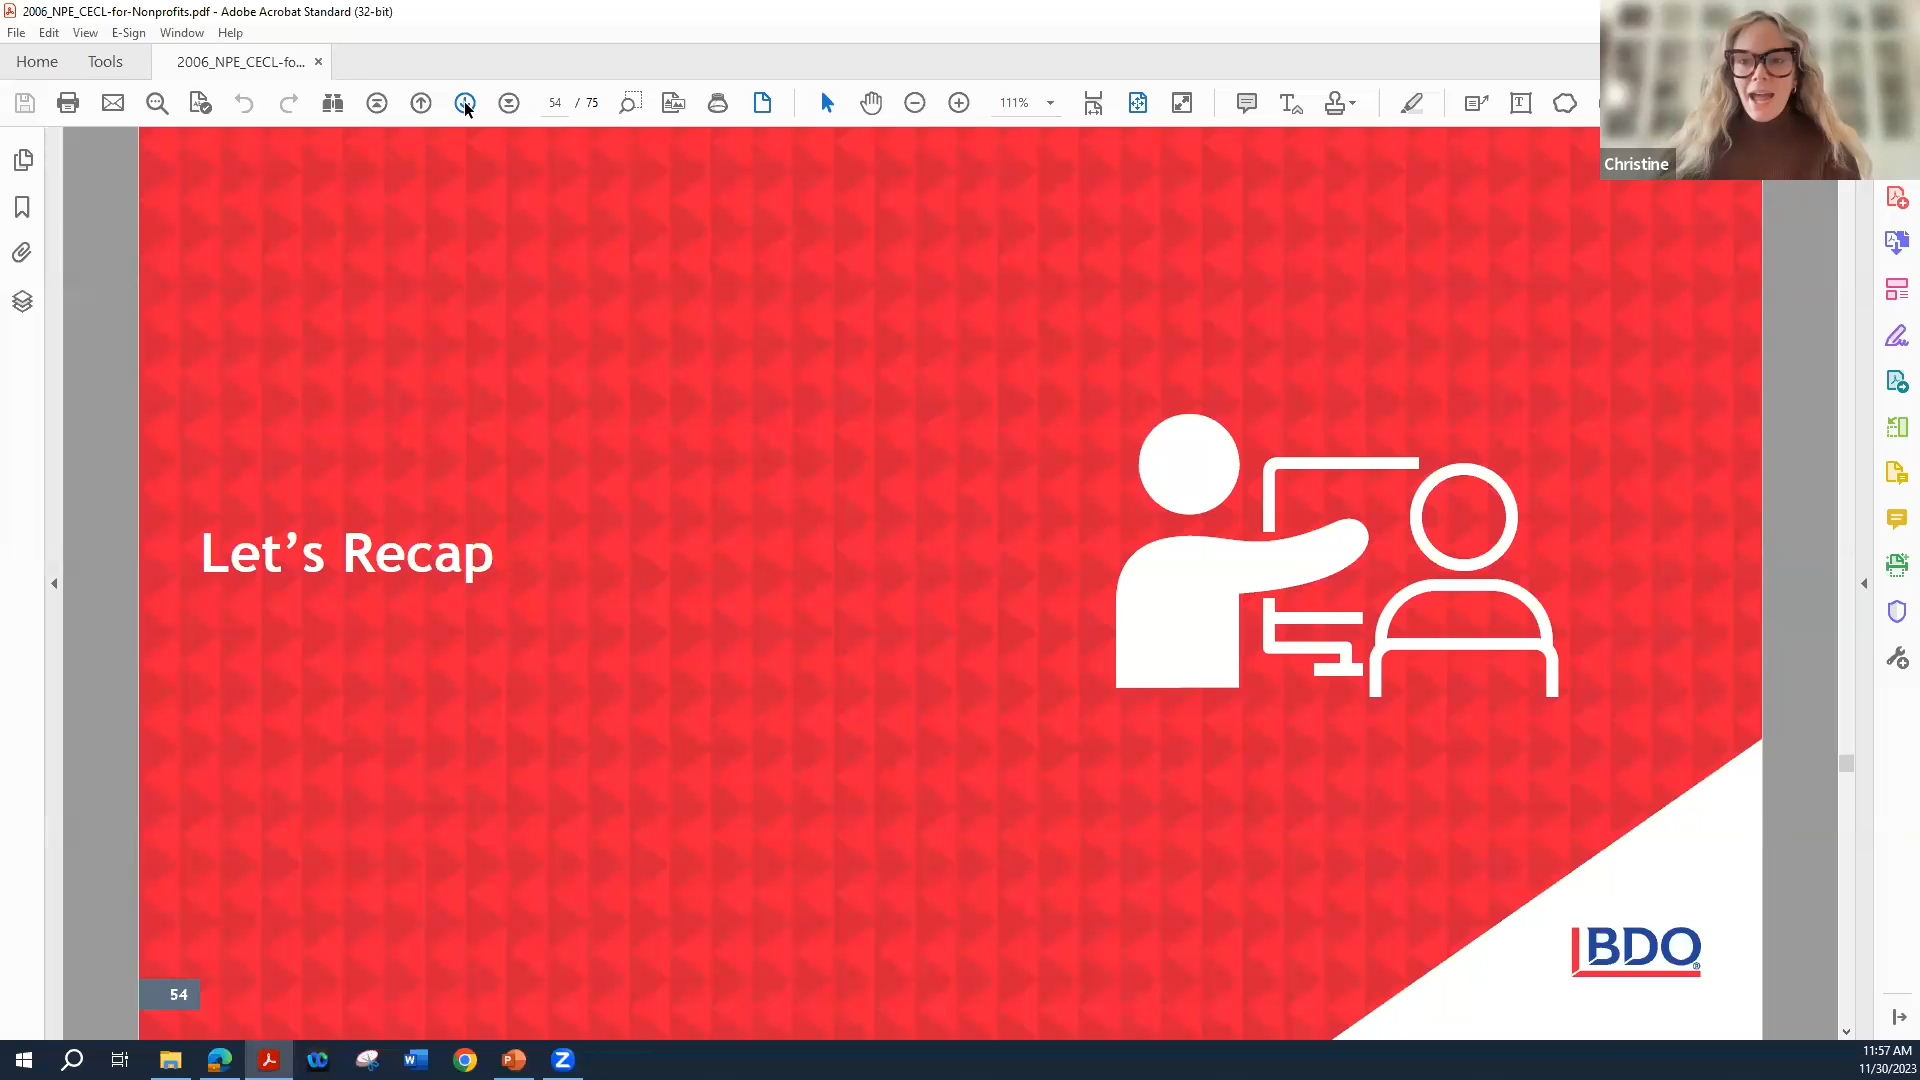 2006_NPE_CECL-for-Nonprofits.pdf - Adobe Acrobat Standard (32-bit)
File Edit View E-Sign Window Help
Home Tools 2006_NPE_CECL-fo... ×
54 / 75 111%
Christine
Let’s Recap
BDO
54
11:57 AM
11/30/2023